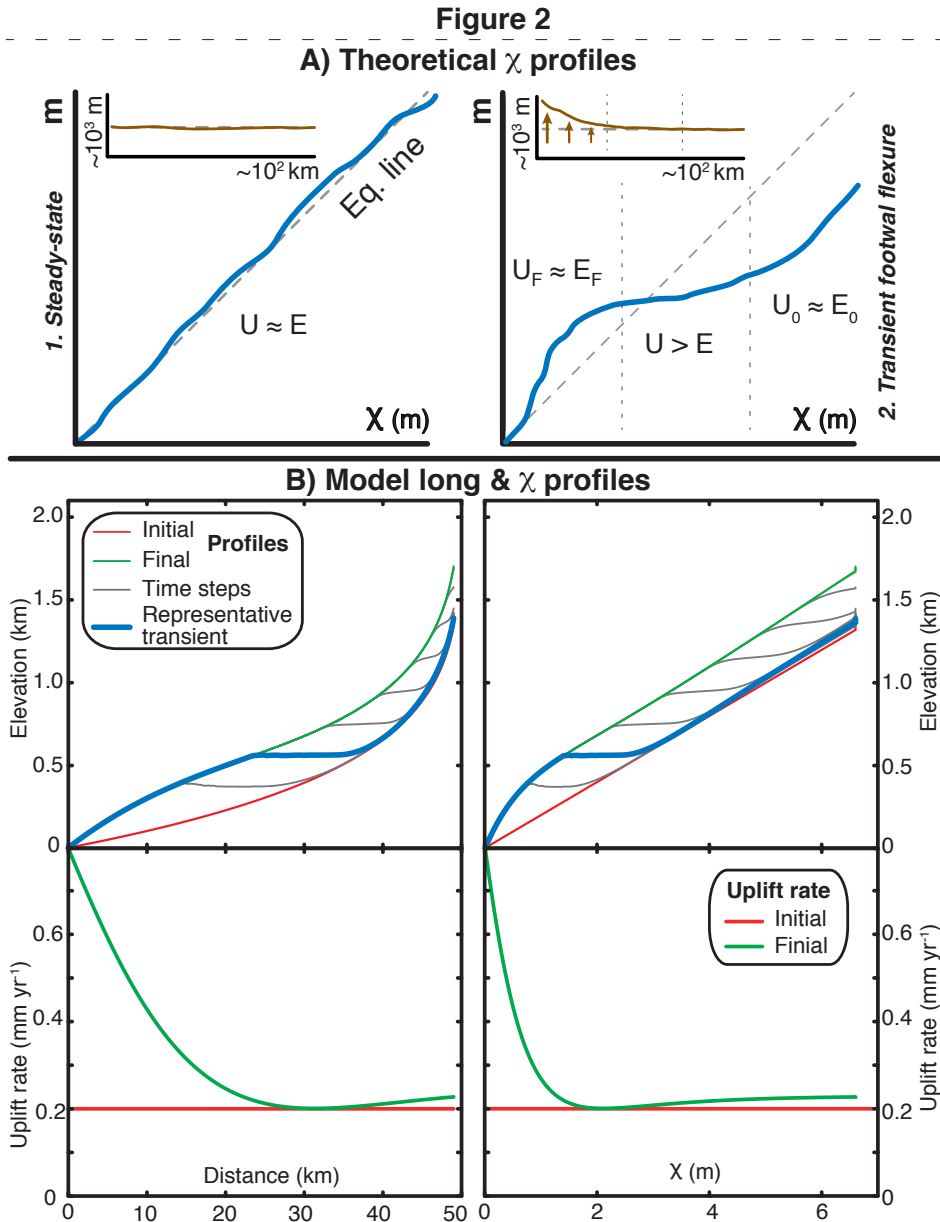 Figure 2
A) Theoretical χ profiles
m
~10³ m
~10² km
Eq. line
1. Steady-state
U ≈ E
χ (m)
m
~10³ m
~10² km
U_F ≈ E_F
U > E
U₀ ≈ E₀
χ (m)
2. Transient footwal flexure
B) Model long & χ profiles
2.0
1.5
1.0
0.5
0
Elevation (km)
Initial
Profiles
Final
Time steps
Representative
transient
2.0
1.5
1.0
0.5
0
Elevation (km)
0.6
0.4
0.2
0
Uplift rate (mm yr⁻¹)
Distance (km)
0 10 20 30 40 50
Uplift rate
Initial
Finial
0.6
0.4
0.2
0
Uplift rate (mm yr⁻¹)
χ (m)
0 2 4 6